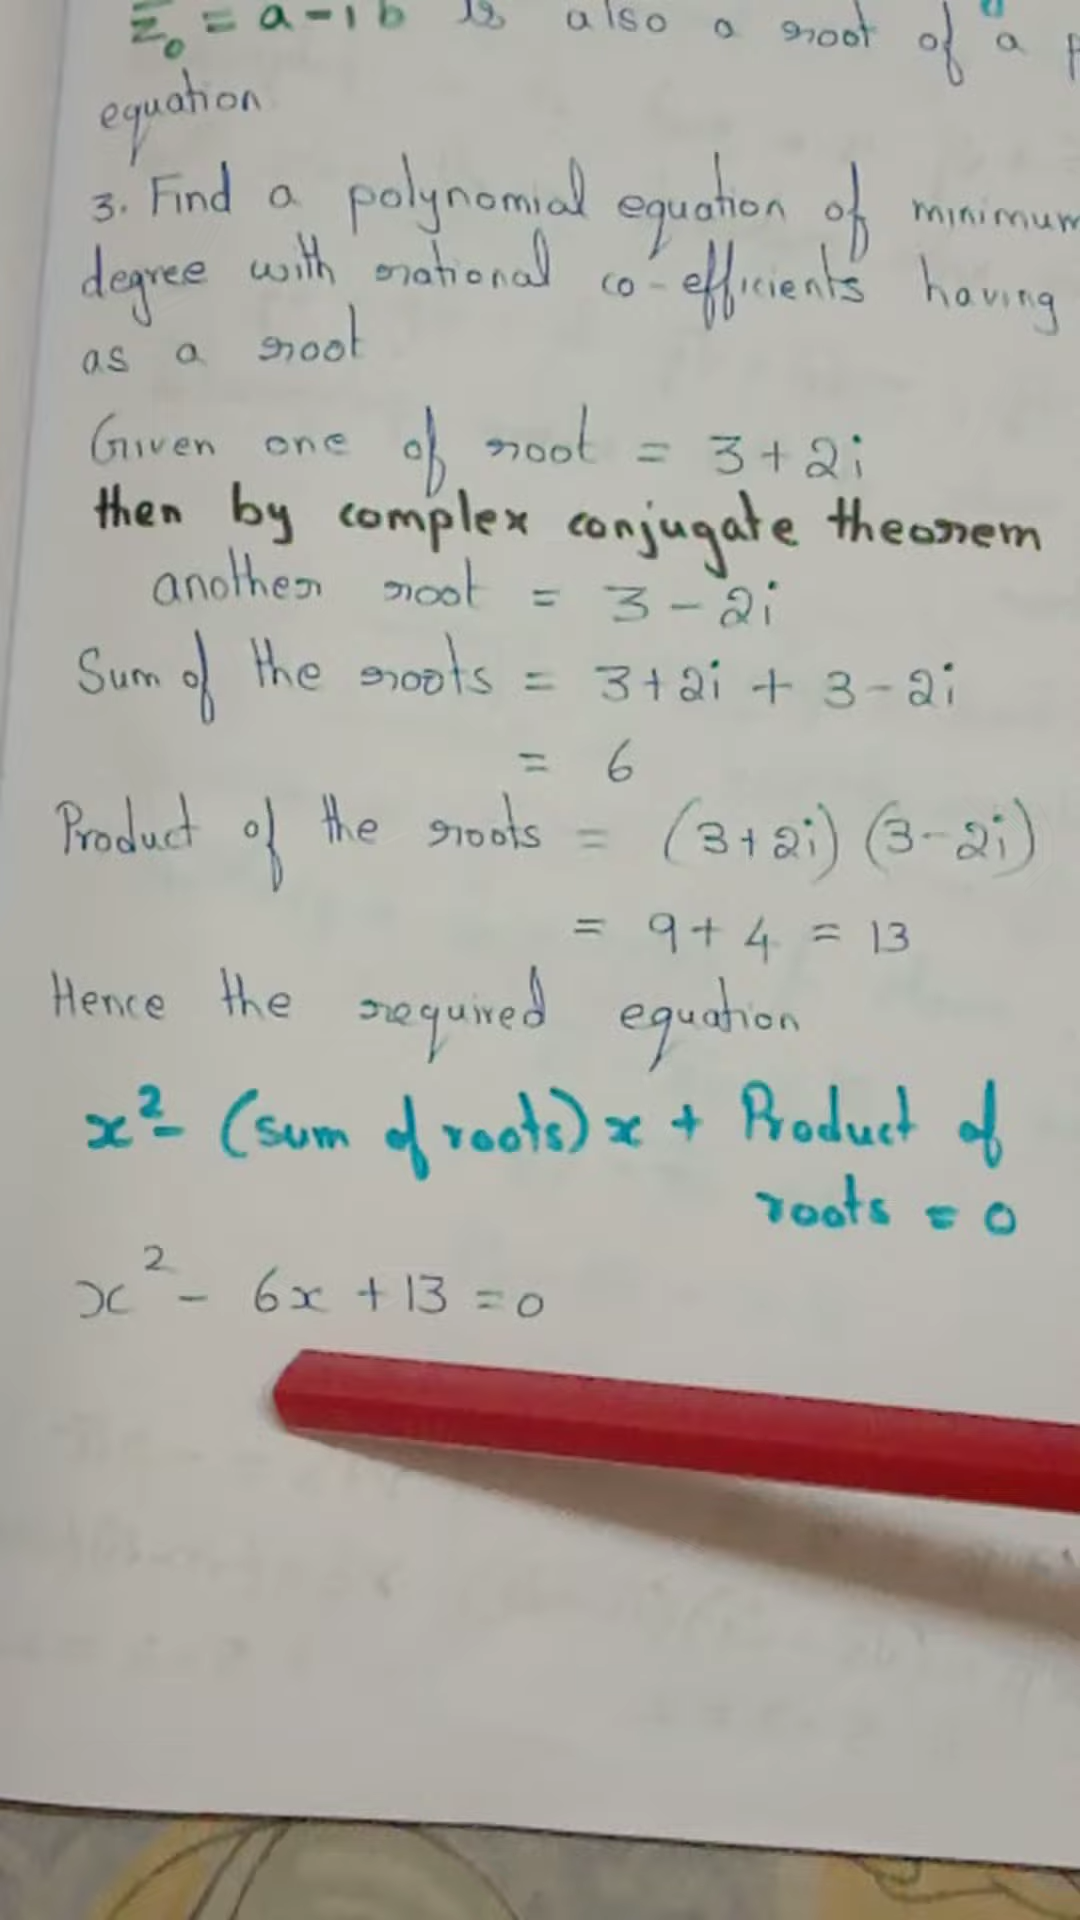 z̄₀ = a - ib is also a root of a
equation
3. Find a polynomial equation of minimum
degree with rational co-efficients having
as a root
Given one of root = 3 + 2i
then by complex conjugate theorem
another root = 3 - 2i
Sum of the roots = 3 + 2i + 3 - 2i
= 6
Product of the roots = (3 + 2i) (3 - 2i)
= 9 + 4 = 13
Hence the required equation
x² - (sum of roots) x + Product of
roots = 0
x² - 6x + 13 = 0